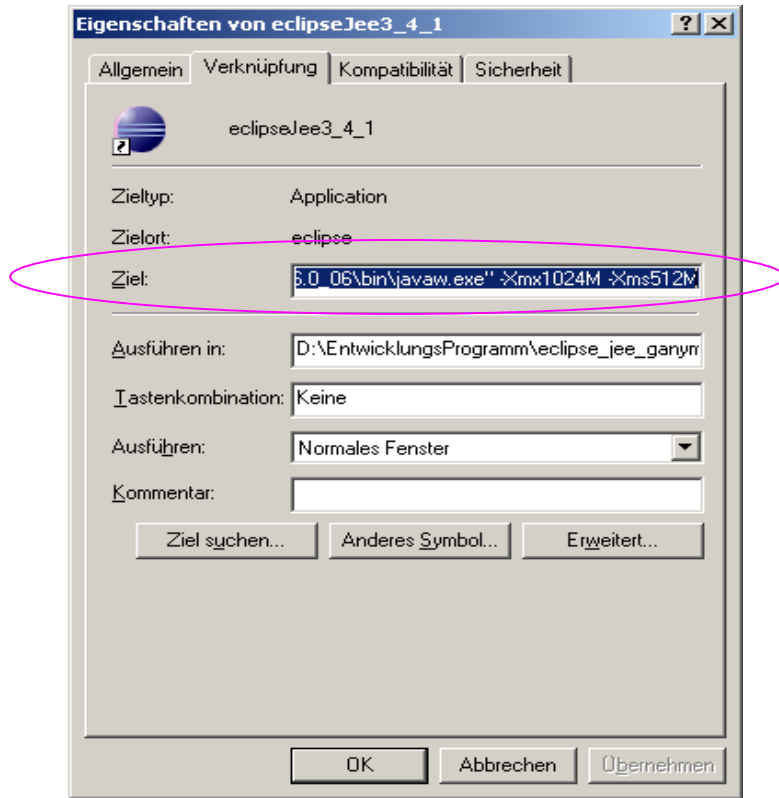 Eigenschaften von eclipseJee3_4_1
Allgemein Verknüpfung Kompatibilität Sicherheit
eclipseJee3_4_1
Zieltyp: Application
Zielort: eclipse
Ziel: 6.0_06\bin\javaw.exe" -Xmx1024M -Xms512M
Ausführen in: D:\EntwicklungsProgramm\eclipse_jee_ganym
Tastenkombination: Keine
Ausführen: Normales Fenster
Kommentar:
Ziel suchen... Anderes Symbol... Erweitert...
OK Abbrechen Übernehmen